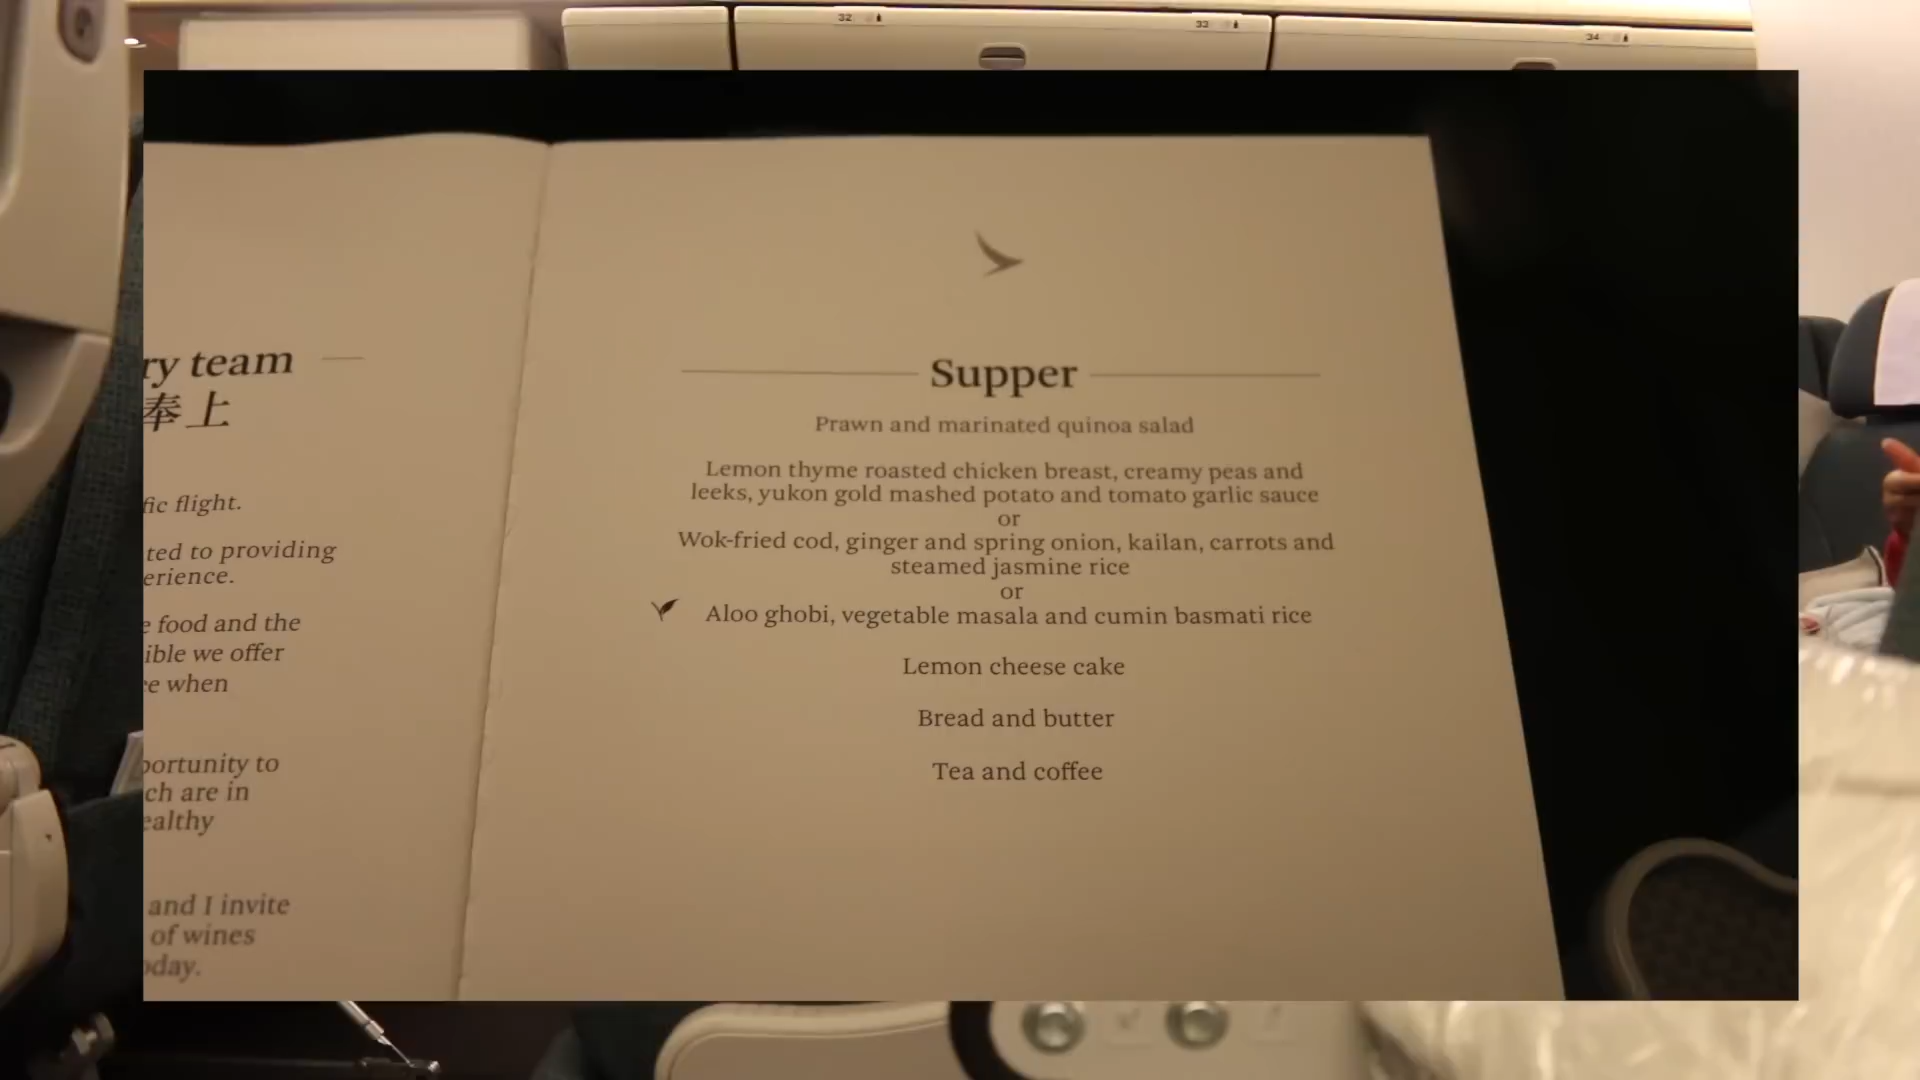 32
33
34
ry team
奉上
fic flight.
ted to providing
erience.
e food and the
ible we offer
e when
portunity to
ch are in
ealthy
and I invite
of wines
oday.
Supper
Prawn and marinated quinoa salad
Lemon thyme roasted chicken breast, creamy peas and
leeks, yukon gold mashed potato and tomato garlic sauce
or
Wok-fried cod, ginger and spring onion, kailan, carrots and
steamed jasmine rice
or
Aloo ghobi, vegetable masala and cumin basmati rice
Lemon cheese cake
Bread and butter
Tea and coffee